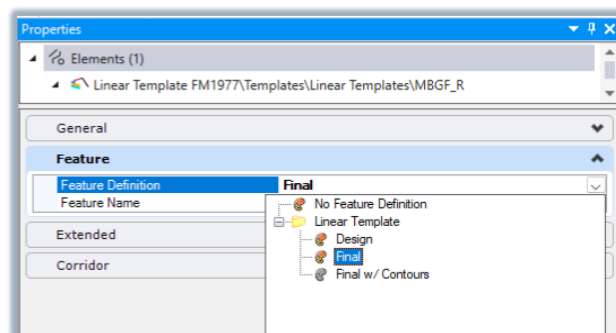 Properties
Elements (1)
Linear Template FM1977\Templates\Linear Templates\MBGF_R
General
Feature
Feature Definition Final
Feature Name
No Feature Definition
Linear Template
Design
Final
Final w/ Contours
Extended
Corridor